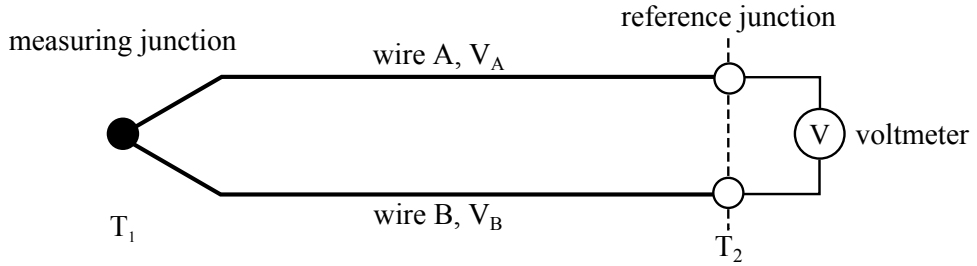 reference junction
measuring junction
wire A, V_A
V voltmeter
wire B, V_B
T_1
T_2